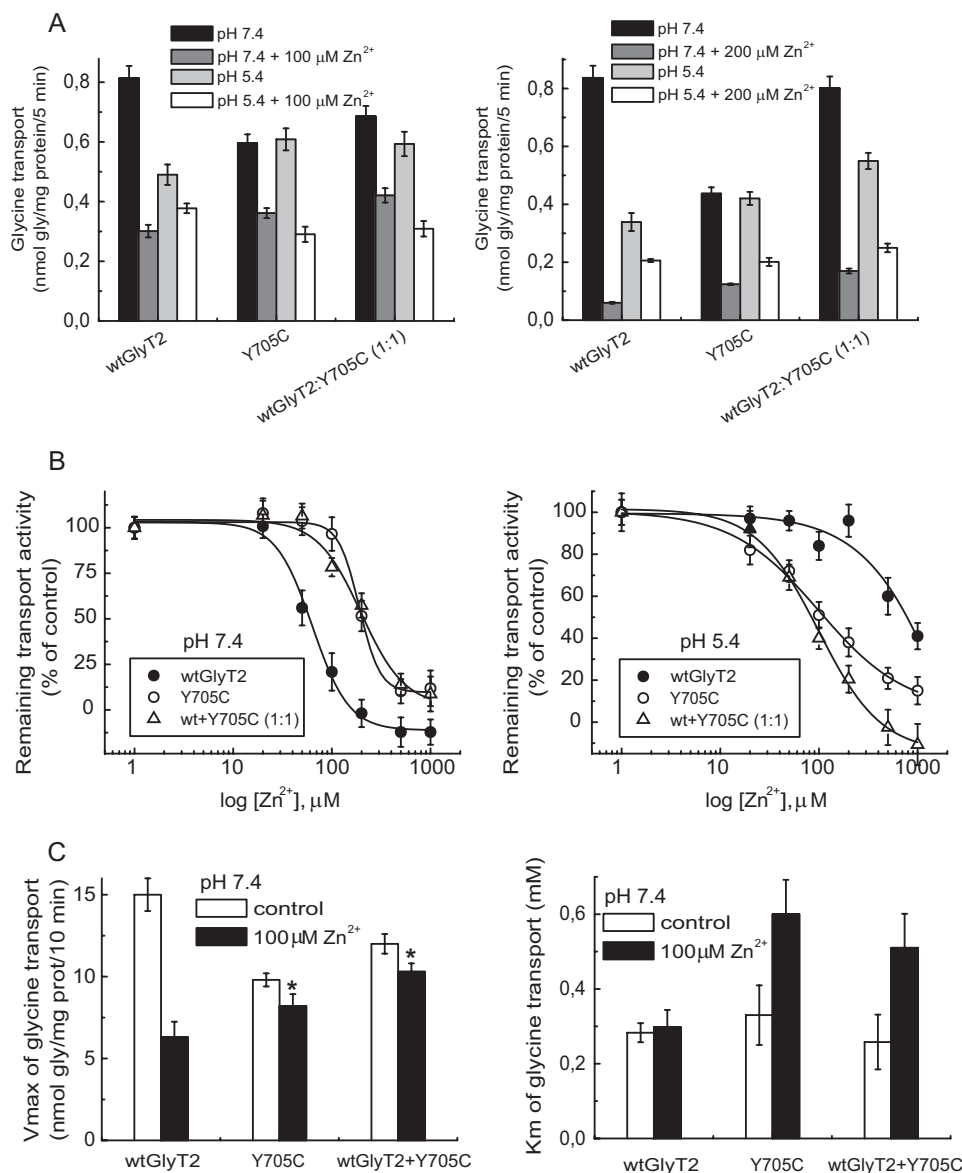 A
pH 7.4
pH 7.4 + 100 μM Zn2+
pH 5.4
pH 5.4 + 100 μM Zn2+
Glycine transport
(nmol gly/mg protein/5 min)
0,8
0,6
0,4
0,2
0,0
wtGlyT2
Y705C
wtGlyT2:Y705C (1:1)
pH 7.4
pH 7.4 + 200 μM Zn2+
pH 5.4
pH 5.4 + 200 μM Zn2+
Glycine transport
(nmol gly/mg protein/5 min)
0,8
0,6
0,4
0,2
0,0
wtGlyT2
Y705C
wtGlyT2:Y705C (1:1)
B
Remaining transport activity
(% of control)
100
75
50
25
0
pH 7.4
wtGlyT2
Y705C
wt+Y705C (1:1)
1 10 100 1000
log [Zn2+], μM
Remaining transport activity
(% of control)
100
80
60
40
20
0
pH 5.4
wtGlyT2
Y705C
wt+Y705C (1:1)
1 10 100 1000
log [Zn2+], μM
C
Vmax of glycine transport
(nmol gly/mg prot/10 min)
15
10
5
0
pH 7.4
control
100μM Zn2+
*
*
wtGlyT2
Y705C
wtGlyT2+Y705C
Km of glycine transport (mM)
0,6
0,4
0,2
0,0
pH 7.4
control
100μM Zn2+
wtGlyT2
Y705C
wtGlyT2+Y705C